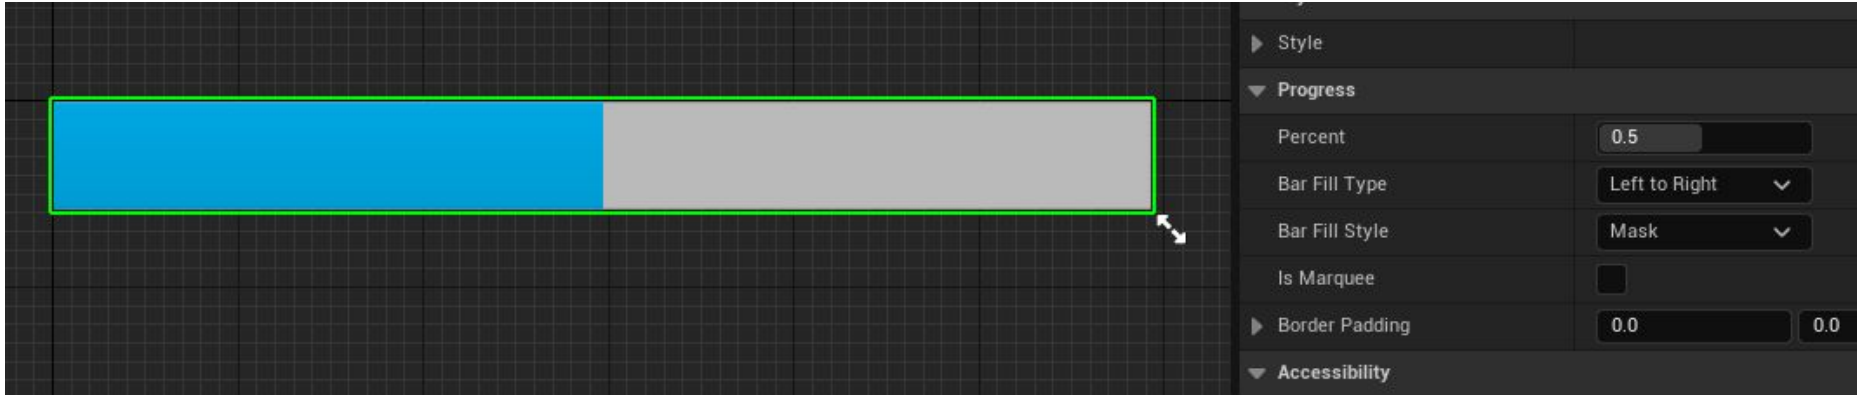 Style
Progress
Percent 0.5
Bar Fill Type Left to Right
Bar Fill Style Mask
Is Marquee
Border Padding 0.0 0.0
Accessibility